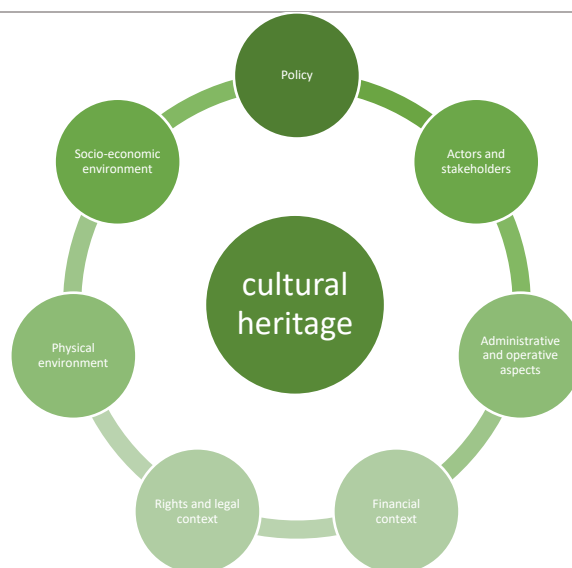 Policy
Actors and
stakeholders
Administrative
and operative
aspects
Financial
context
Rights and legal
context
Physical
environment
Socio-economic
environment
cultural
heritage